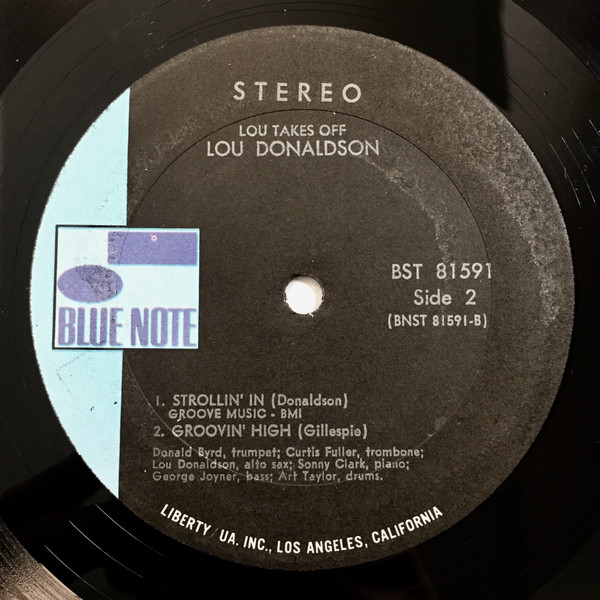 STEREO
LOU TAKES OFF
LOU DONALDSON
BST 81591
Side 2
(BNST 81591-B)
BLUE NOTE
1. STROLLIN' IN (Donaldson)
GROOVE MUSIC - BMI
2. GROOVIN' HIGH (Gillespie)
Donald Byrd, trumpet; Curtis Fuller, trombone;
Lou Donaldson, alto sax; Sonny Clark, piano;
George Joyner, bass; Art Taylor, drums.
LIBERTY/UA, INC., LOS ANGELES, CALIFORNIA